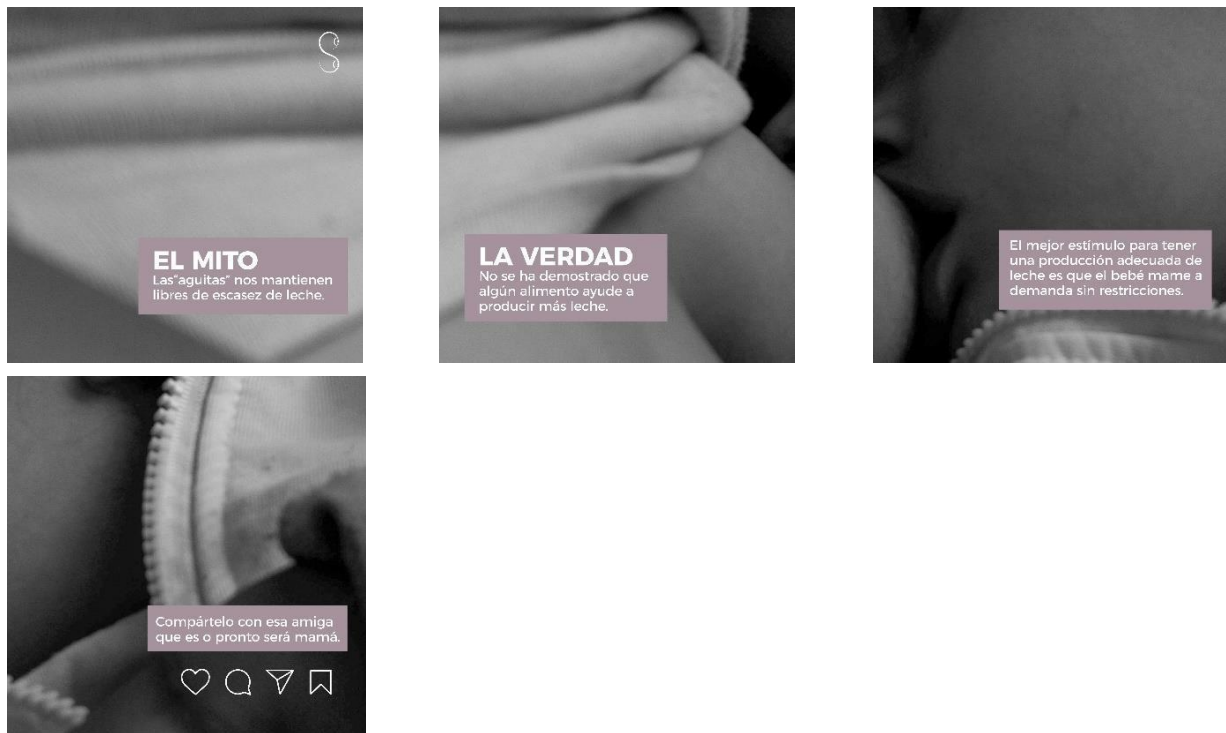 EL MITO
Las"aguitas" nos mantienen
libres de escasez de leche.
LA VERDAD
No se ha demostrado que
algún alimento ayude a
producir más leche.
El mejor estímulo para tener
una producción adecuada de
leche es que el bebé mame a
demanda sin restricciones.
Compártelo con esa amiga
que es o pronto será mamá.